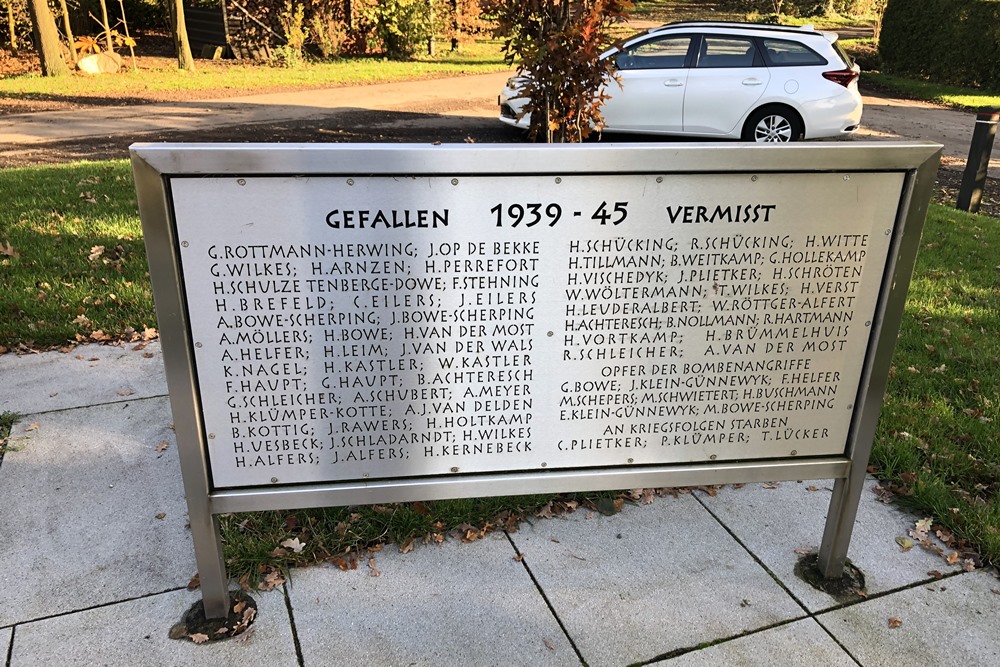 GEFALLEN 1939 - 45 VERMISST
G. ROTTMANN-HERWING; J. OP DE BEKKE
G. WILKES; H. ARNZEN; H. PERREFORT
H. SCHULZE TENBERGE-DOWE; F. STEHNING
H. BREFELD; C. EILERS; J. EILERS
A. BOWE-SCHERPING; J. BOWE-SCHERPING
A. MÖLLERS; H. BOWE; H. VAN DER MOST
A. HELFER; H. LEIM; J. VAN DER WALS
K. NAGEL; H. KASTLER; W. KASTLER
F. HAUPT; G. HAUPT; B. ACHTERESCH
G. SCHLEICHER; A. SCHUBERT; A. MEYER
H. KLÜMPER-KOTTE; A.J. VAN DELDEN
B. KOTTIG; J. RAWERS; H. HOLTKAMP
H. UESBECK; J. SCHLADARNDT; H. WILKES
H. ALFERS; J. ALFERS; H. KERNEBECK
H. SCHÜCKING; R. SCHÜCKING; H. WITTE
H. TILLMANN; B. WEITKAMP; G. HOLLEKAMP
H. VISCHEDYK; J. PLIETKER; H. SCHRÖTEN
W. WÖLTERMANN; T. WILKES; H. VERST
H. LEUDERALBERT; W. RÖTTGER-ALFERT
H. ACHTERESCH; B. NOLLMANN; R. HARTMANN
H. VORTKAMP; H. BRÜMMELHUIS
R. SCHLEICHER; A. VAN DER MOST
OPFER DER BOMBENANGRIFFE
G. BOWE; J. KLEIN-GÜNNEWYK; F. HELFER
M. SCHEPERS; M. SCHWIETERT; H. BUSCHMANN
E. KLEIN-GÜNNEWYK; M. BOWE-SCHERPING
AN KRIEGSFOLGEN STARBEN
C. PLIETKER; P. KLÜMPER; T. LÜCKER